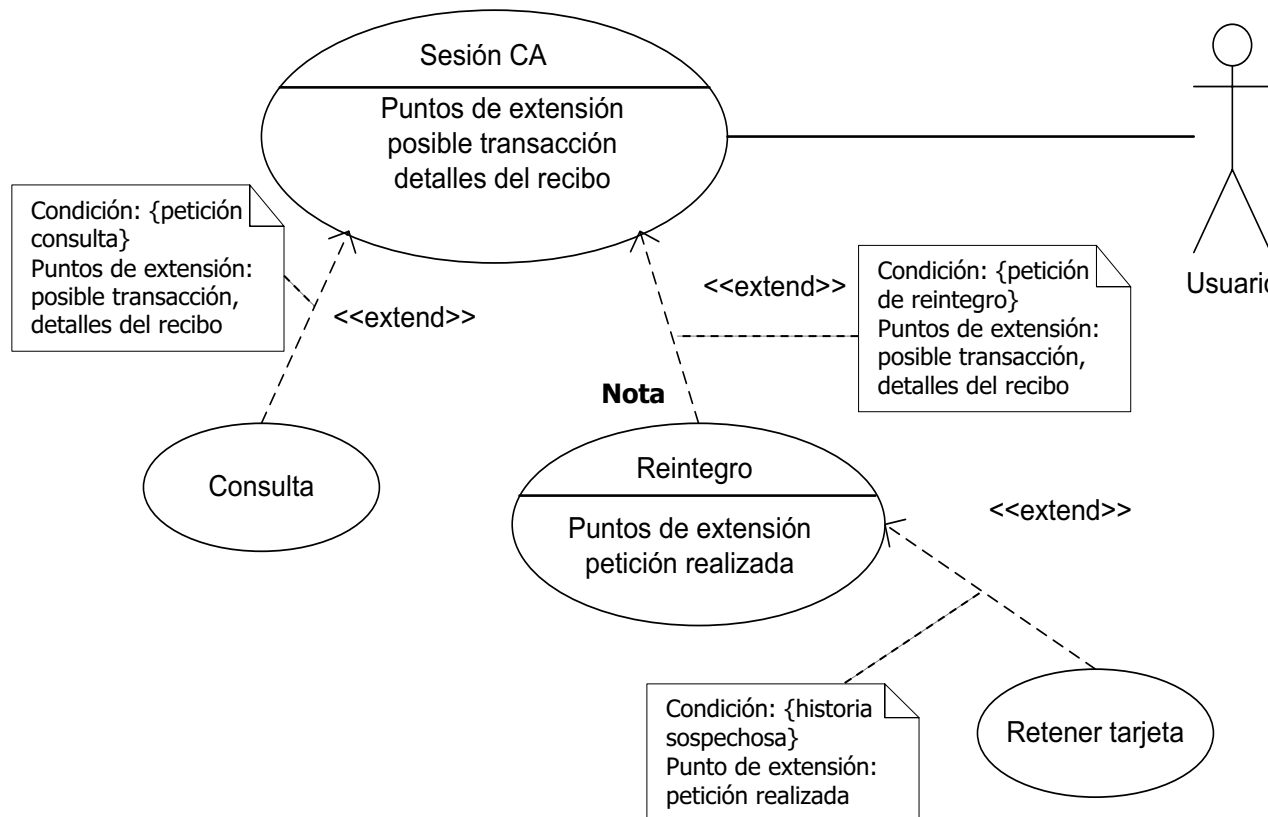 Sesión CA
Puntos de extensión
posible transacción
detalles del recibo
Usuario
Condición: {petición
consulta}
Puntos de extensión:
posible transacción,
detalles del recibo
<<extend>>
<<extend>>
Condición: {petición
de reintegro}
Puntos de extensión:
posible transacción,
detalles del recibo
Nota
Consulta
Reintegro
Puntos de extensión
petición realizada
<<extend>>
Condición: {historia
sospechosa}
Punto de extensión:
petición realizada
Retener tarjeta